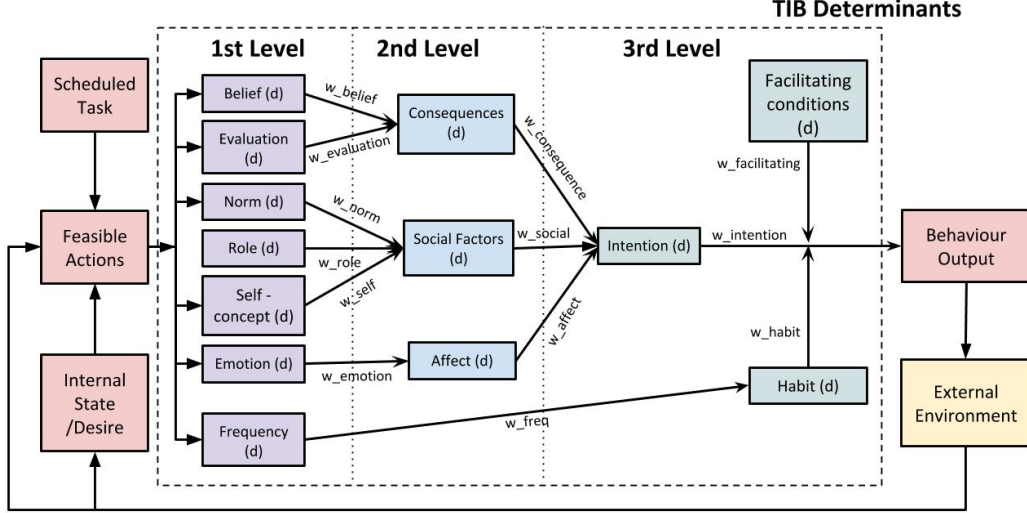 TIB Determinants
1st Level
2nd Level
3rd Level
Scheduled
Task
Feasible
Actions
Internal
State
/Desire
Belief (d)
Evaluation
(d)
Norm (d)
Role (d)
Self -
concept (d)
Emotion (d)
Frequency
(d)
w_belief
w_evaluation
w_norm
w_role
w_self
w_emotion
w_freq
Consequences
(d)
Social Factors
(d)
Affect (d)
w_consequence
w_social
w_affect
Intention (d)
Facilitating
conditions
(d)
w_facilitating
w_intention
w_habit
Habit (d)
Behaviour
Output
External
Environment